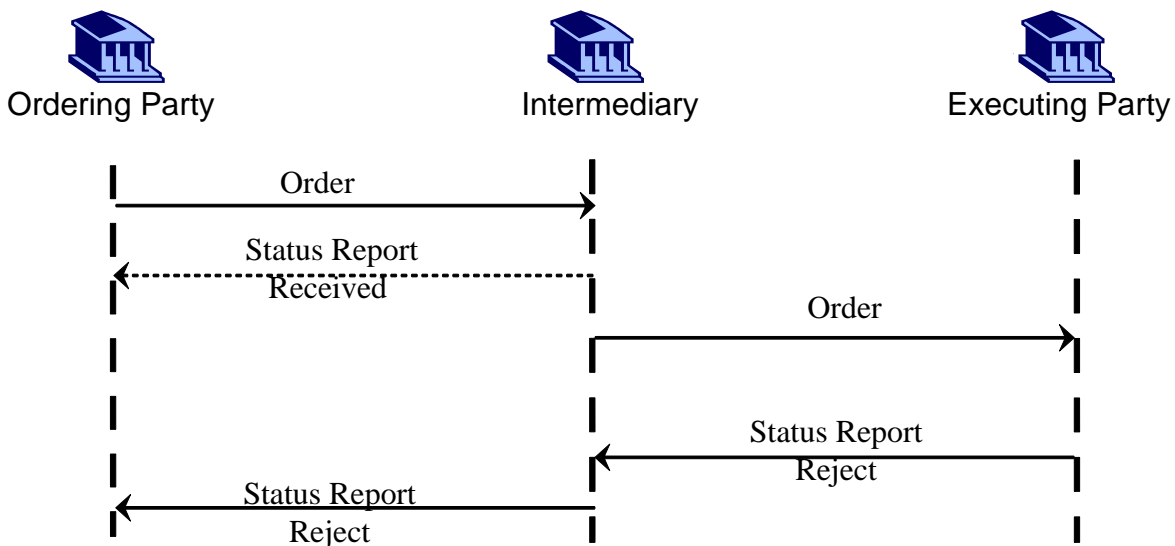 Ordering Party
Intermediary
Executing Party
Order
Status Report
Received
Order
Status Report
Reject
Status Report
Reject